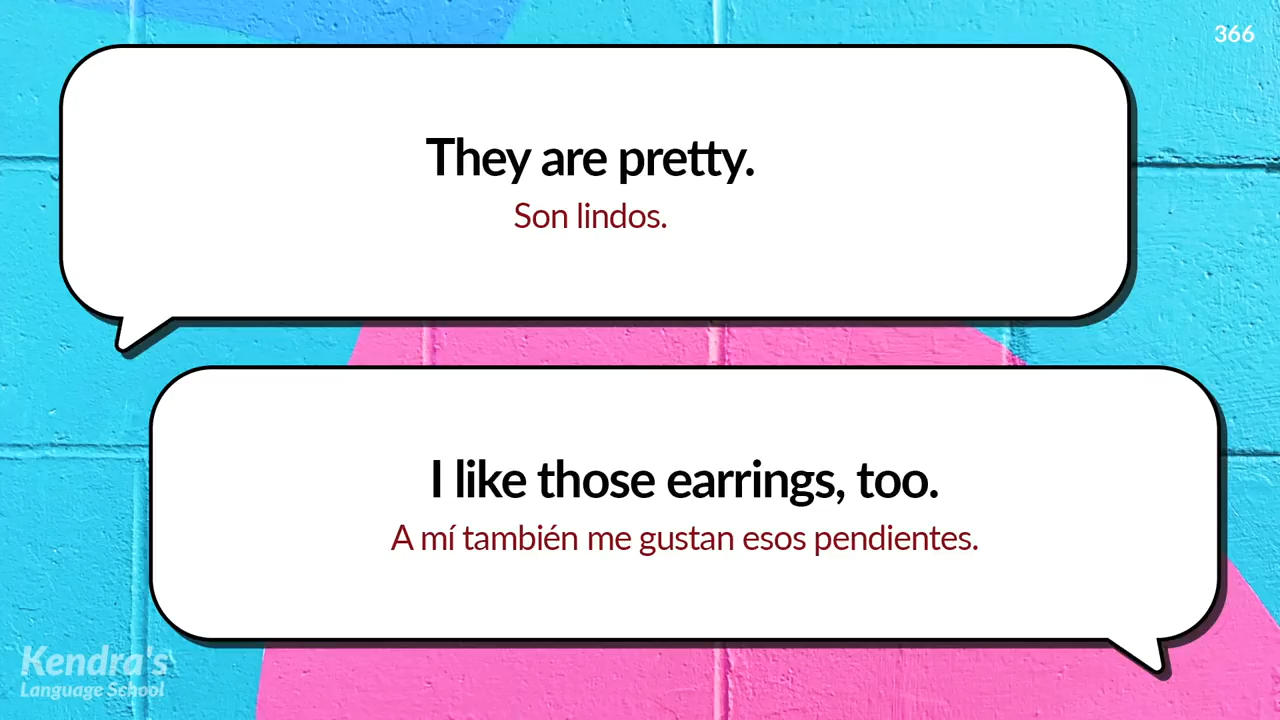 366
They are pretty.
Son lindos.
I like those earrings, too.
A mí también me gustan esos pendientes.
Kendra's
Language School